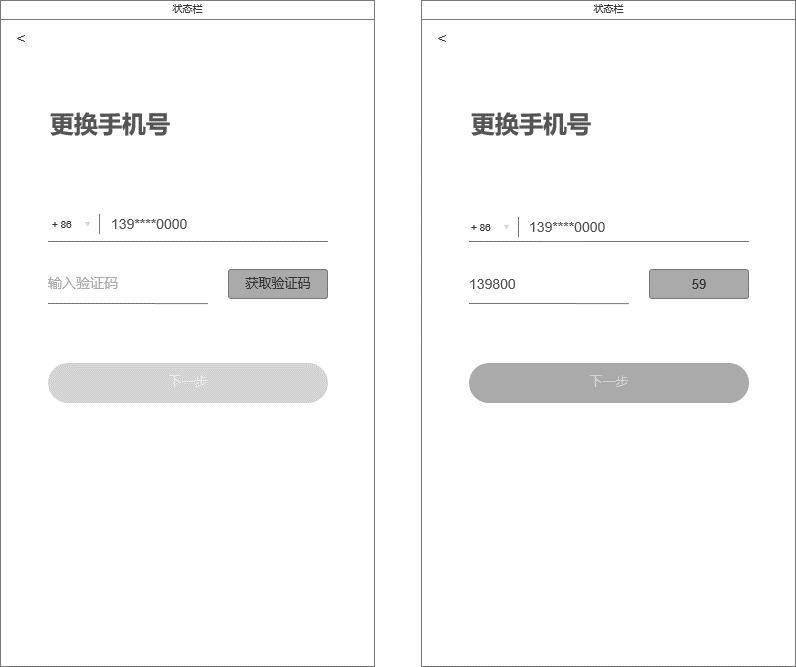 状态栏
<
更换手机号
+ 86 ▼ 139****0000
输入验证码 获取验证码
下一步
状态栏
<
更换手机号
+ 86 ▼ 139****0000
139800 59
下一步